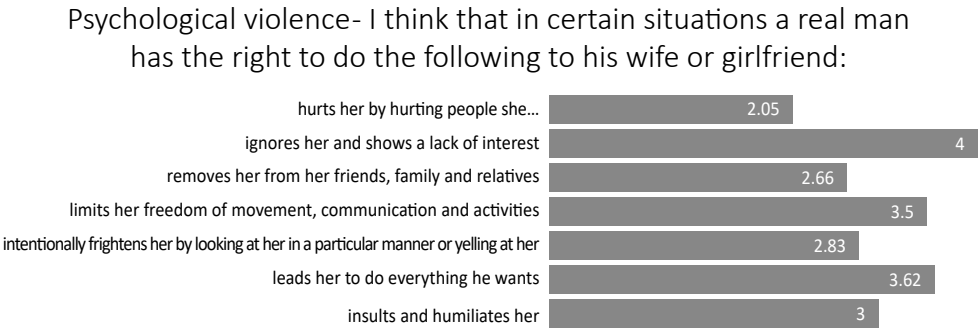 Psychological violence- I think that in certain situations a real man
has the right to do the following to his wife or girlfriend:
hurts her by hurting people she... 2.05
ignores her and shows a lack of interest 4
removes her from her friends, family and relatives 2.66
limits her freedom of movement, communication and activities 3.5
intentionally frightens her by looking at her in a particular manner or yelling at her 2.83
leads her to do everything he wants 3.62
insults and humiliates her 3